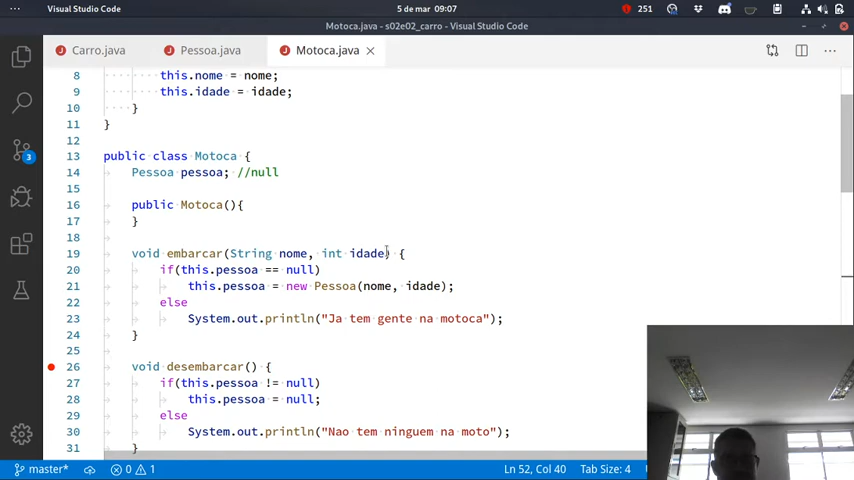 5 de mar 09:07
251
Motoca.java - s02e02_carro - Visual Studio Code
Visual Studio Code
J Carro.java
J Pessoa.java
J Motoca.java
8 this.nome = nome;
9 this.idade = idade;
10 }
11 }
12
13 public class Motoca {
14 Pessoa pessoa; //null
15
16 public Motoca(){
17 }
18
19 void embarcar(String nome, int idade) {
20 if(this.pessoa == null)
21 this.pessoa = new Pessoa(nome, idade);
22 else
23 System.out.println("Ja tem gente na motoca");
24 }
25
26 void desembarcar() {
27 if(this.pessoa != null)
28 this.pessoa = null;
29 else
30 System.out.println("Nao tem ninguem na moto");
31 }
3
master* 0 1
Ln 52, Col 40 Tab Size: 4